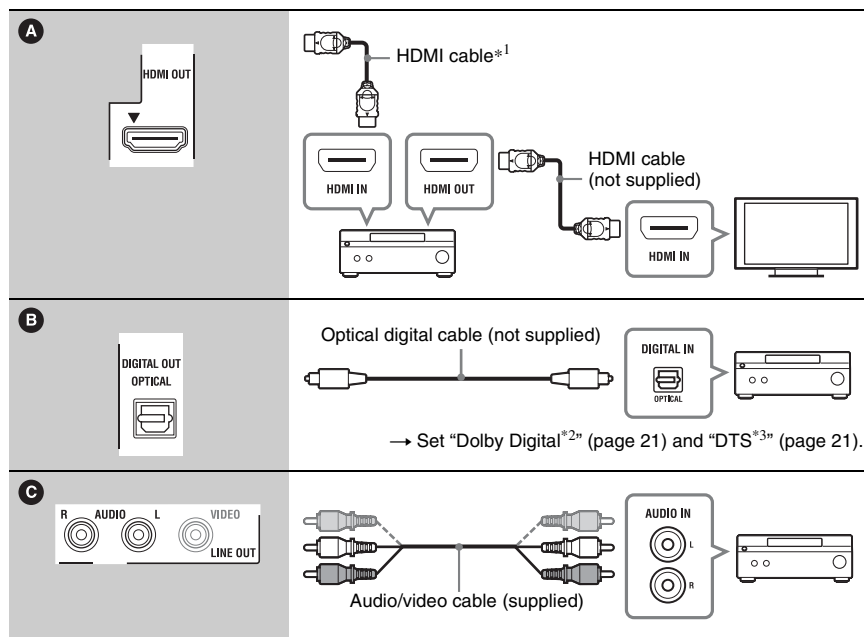 A
HDMI OUT
HDMI cable*1
HDMI IN
HDMI OUT
HDMI cable
(not supplied)
HDMI IN
B
DIGITAL OUT
OPTICAL
Optical digital cable (not supplied)
DIGITAL IN
OPTICAL
→ Set “Dolby Digital*2” (page 21) and “DTS*3” (page 21).
C
R AUDIO L VIDEO
LINE OUT
Audio/video cable (supplied)
AUDIO IN
L
R